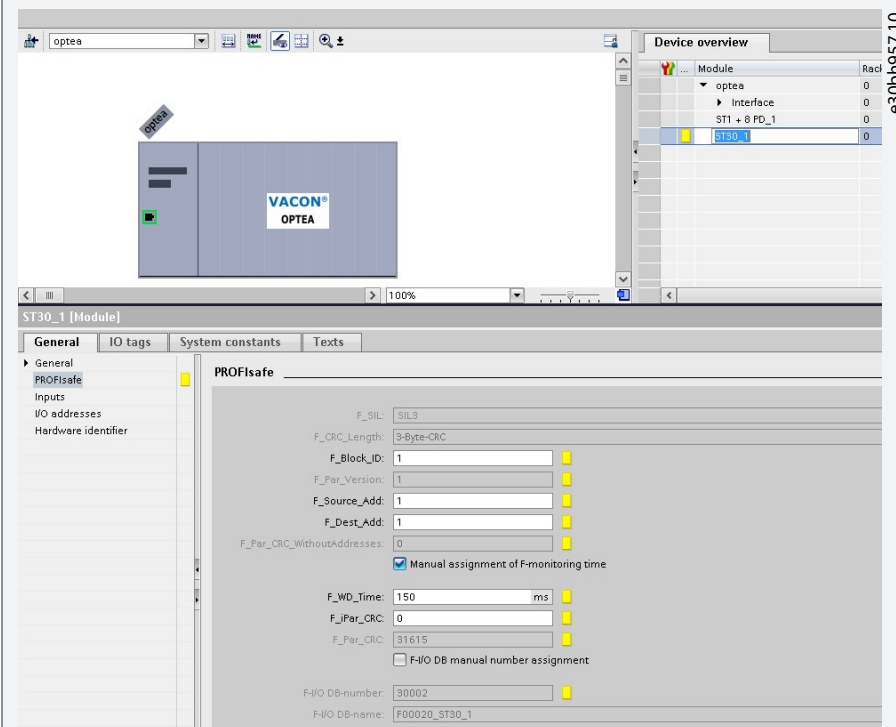 optea
Device overview
... Module Rack
optea 0
Interface 0
ST1 + 8 PD_1 0
ST30_1 0
optea
VACON®
OPTEA
100%
e30bh957.10
ST30_1 [Module]
General IO tags System constants Texts
General
PROFIsafe
Inputs
I/O addresses
Hardware identifier
PROFIsafe
F_SIL: SIL3
F_CRC_Length: 3-Byte-CRC
F_Block_ID: 1
F_Par_Version: 1
F_Source_Add: 1
F_Dest_Add: 1
F_Par_CRC_WithoutAddresses: 0
Manual assignment of F-monitoring time
F_WD_Time: 150 ms
F_iPar_CRC: 0
F_Par_CRC: 31615
F-I/O DB manual number assignment
F-I/O DB-number: 30002
F-I/O DB-name: F00020_ST30_1